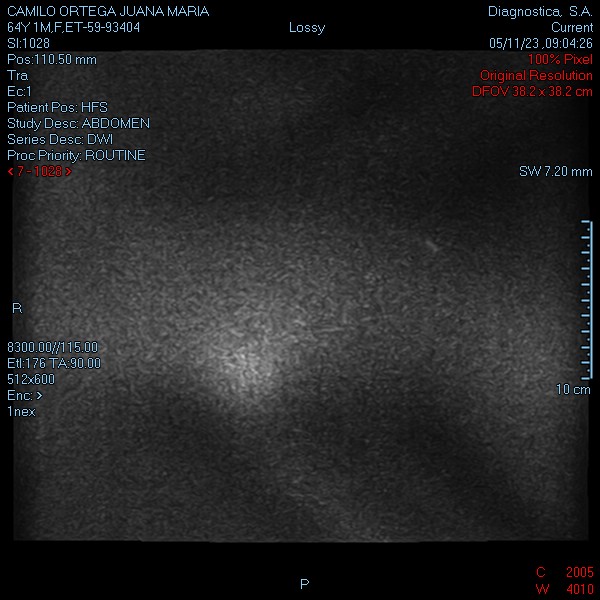 CAMILO ORTEGA JUANA MARIA
64Y 1M,F,ET-59-93404
SI:1028
Pos:110.50 mm
Tra
Ec:1
Patient Pos: HFS
Study Desc: ABDOMEN
Series Desc: DWI
Proc Priority: ROUTINE
< 7 - 1028 >
Lossy
Diagnostica, S.A.
Current
05/11/23 ,09:04:26
100% Pixel
Original Resolution
DFOV 38.2 x 38.2 cm
SW 7.20 mm
R
8300.00//115.00
Etl:176 TA:90.00
512x600
Enc: >
1nex
10 cm
P
C 2005
W 4010